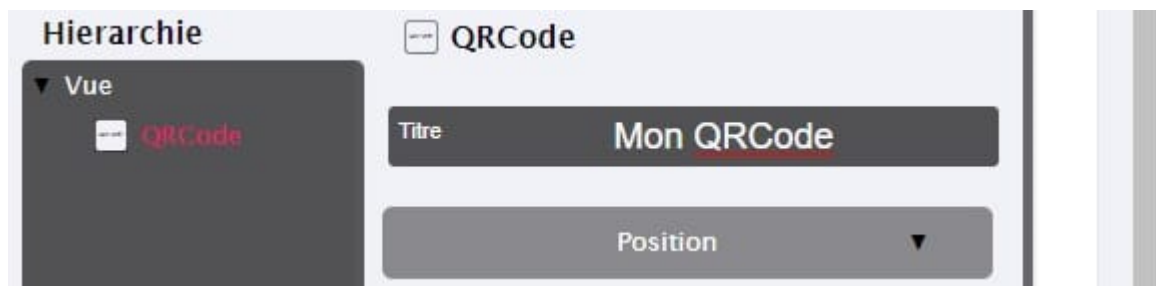 Hierarchie
Vue
QRCode
QRCode
Titre Mon QRCode
Position